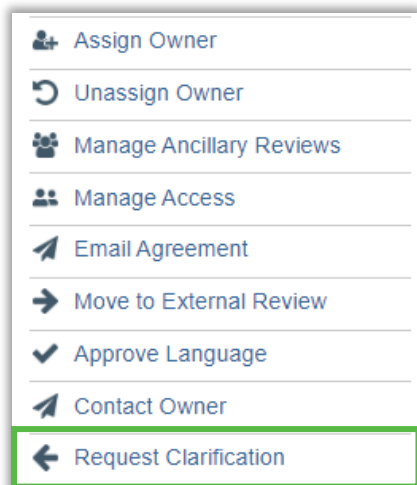 Assign Owner
Unassign Owner
Manage Ancillary Reviews
Manage Access
Email Agreement
Move to External Review
Approve Language
Contact Owner
Request Clarification